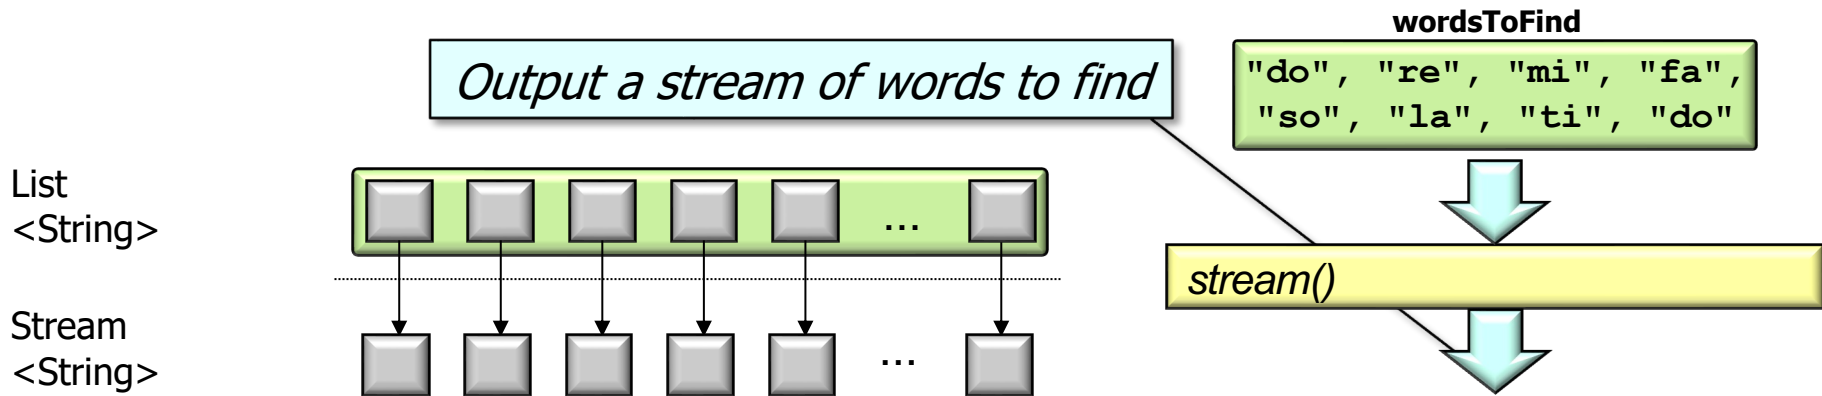 wordsToFind
Output a stream of words to find
"do", "re", "mi", "fa",
"so", "la", "ti", "do"
List
<String>
...
stream()
Stream
<String>
...